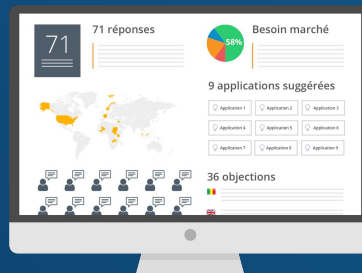 71
71 réponses
Besoin marché
58%
9 applications suggérées
Application 1
Application 2
Application 3
Application 4
Application 5
Application 6
Application 7
Application 8
Application 9
36 objections